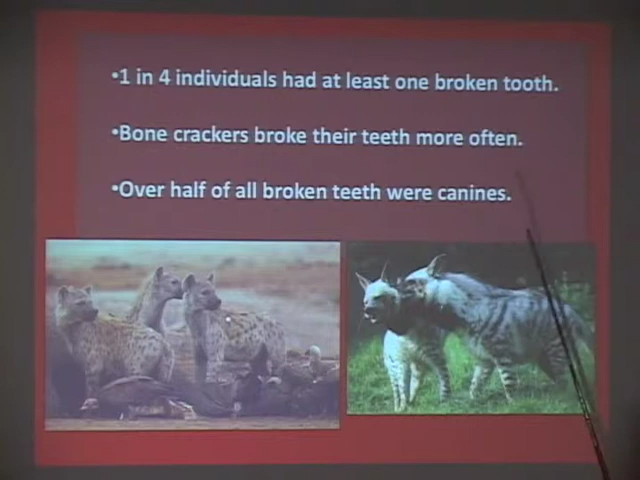 •1 in 4 individuals had at least one broken tooth.
•Bone crackers broke their teeth more often.
•Over half of all broken teeth were canines.